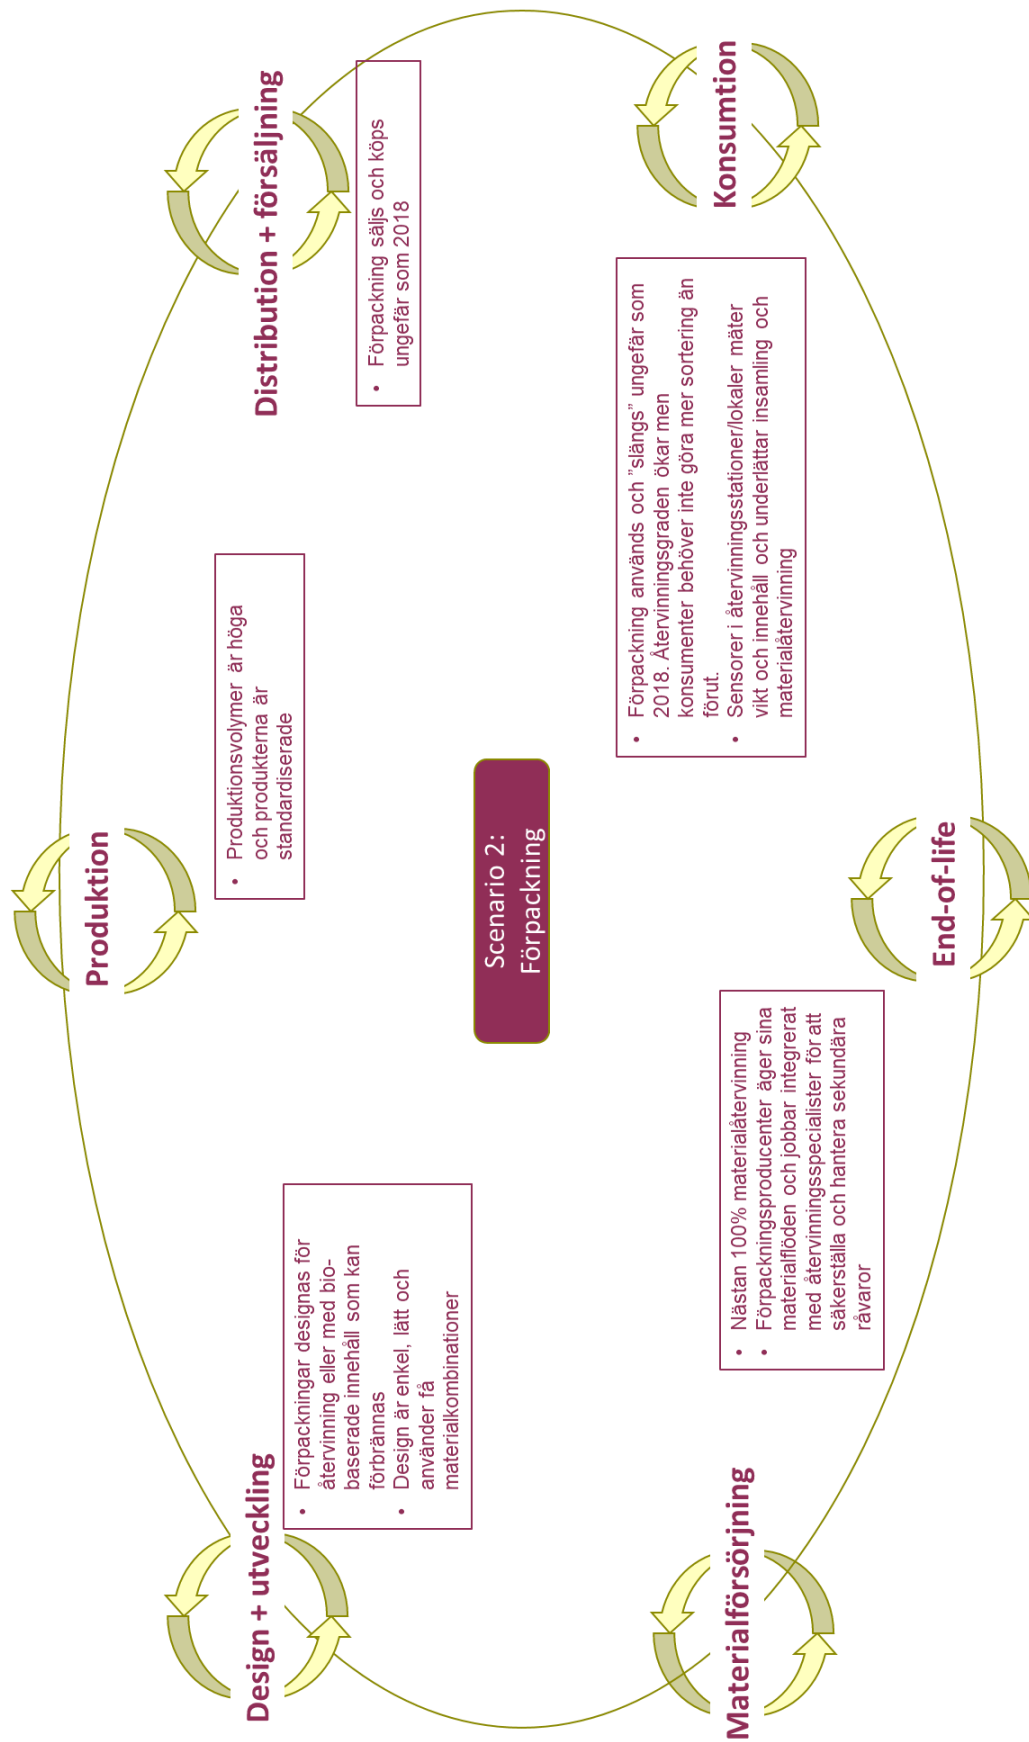 Design + utveckling
• Förpackningar designas för
återvinning eller med bio-
baserade innehåll som kan
förbrännas
• Design är enkel, lätt och
använder få
materialkombinationer
Produktion
• Produktionsvolymer är höga
och produkterna är
standardiserade
Distribution + försäljning
• Förpackning säljs och köps
ungefär som 2018
Scenario 2:
Förpackning
Konsumtion
• Förpackning används och ”slängs” ungefär som
2018. Återvinningsgraden ökar men
konsumenter behöver inte göra mer sortering än
förut.
• Sensorer i återvinningsstationer/lokaler mäter
vikt och innehåll och underlättar insamling och
materialåtervinning
End-of-life
• Nästan 100% materialåtervinning
• Förpackningsproducenter äger sina
materialflöden och jobbar integrerat
med återvinningsspecialister för att
säkerställa och hantera sekundära
råvaror
Materialförsörjning